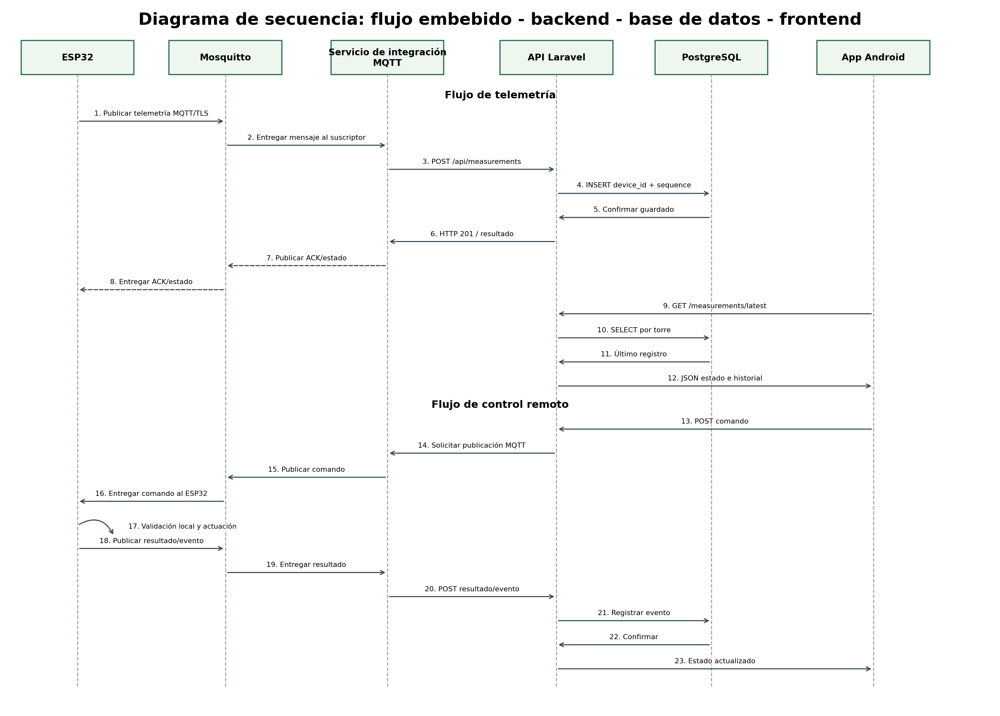 Diagrama de secuencia: flujo embebido - backend - base de datos - frontend
ESP32
Mosquitto
Servicio de integración
MQTT
API Laravel
PostgreSQL
App Android
Flujo de telemetría
1. Publicar telemetría MQTT/TLS
2. Entregar mensaje al suscriptor
3. POST /api/measurements
4. INSERT device_id + sequence
5. Confirmar guardado
6. HTTP 201 / resultado
7. Publicar ACK/estado
8. Entregar ACK/estado
9. GET /measurements/latest
10. SELECT por torre
11. Último registro
12. JSON estado e historial
Flujo de control remoto
13. POST comando
14. Solicitar publicación MQTT
15. Publicar comando
16. Entregar comando al ESP32
17. Validación local y actuación
18. Publicar resultado/evento
19. Entregar resultado
20. POST resultado/evento
21. Registrar evento
22. Confirmar
23. Estado actualizado